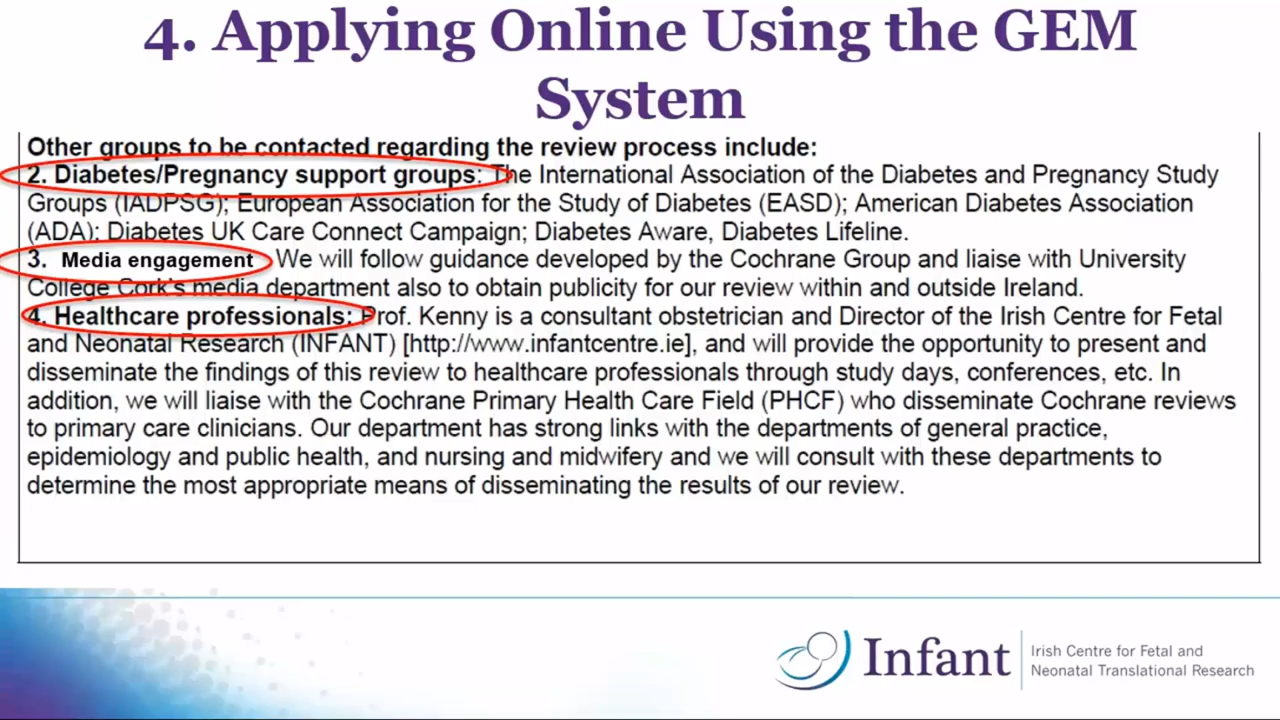 4. Applying Online Using the GEM
System
Other groups to be contacted regarding the review process include:
2. Diabetes/Pregnancy support groups: The International Association of the Diabetes and Pregnancy Study
Groups (IADPSG); European Association for the Study of Diabetes (EASD); American Diabetes Association
(ADA); Diabetes UK Care Connect Campaign; Diabetes Aware, Diabetes Lifeline.
3. Media engagement We will follow guidance developed by the Cochrane Group and liaise with University
College Cork's media department also to obtain publicity for our review within and outside Ireland.
4. Healthcare professionals: Prof. Kenny is a consultant obstetrician and Director of the Irish Centre for Fetal
and Neonatal Research (INFANT) [http://www.infantcentre.ie], and will provide the opportunity to present and
disseminate the findings of this review to healthcare professionals through study days, conferences, etc. In
addition, we will liaise with the Cochrane Primary Health Care Field (PHCF) who disseminate Cochrane reviews
to primary care clinicians. Our department has strong links with the departments of general practice,
epidemiology and public health, and nursing and midwifery and we will consult with these departments to
determine the most appropriate means of disseminating the results of our review.
Infant
Irish Centre for Fetal and
Neonatal Translational Research